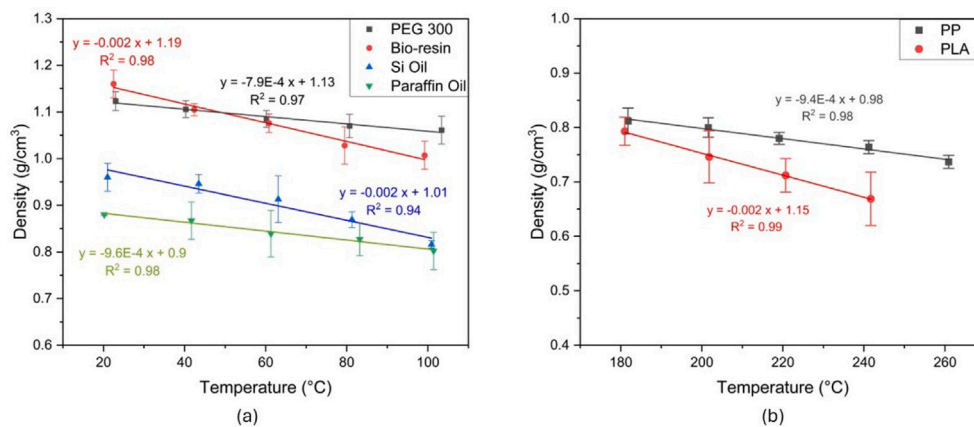 1.3
1.2
1.1
1.0
0.9
0.8
0.7
0.6
Density (g/cm³)
20
40
60
80
100
Temperature (°C)
PEG 300
Bio-resin
Si Oil
Paraffin Oil
y = -0.002 x + 1.19
R² = 0.98
y = -7.9E-4 x + 1.13
R² = 0.97
y = -0.002 x + 1.01
R² = 0.94
y = -9.6E-4 x + 0.9
R² = 0.98
(a)
1.0
0.9
0.8
0.7
0.6
0.5
0.4
Density (g/cm³)
180
200
220
240
260
Temperature (°C)
PP
PLA
y = -9.4E-4 x + 0.98
R² = 0.98
y = -0.002 x + 1.15
R² = 0.99
(b)